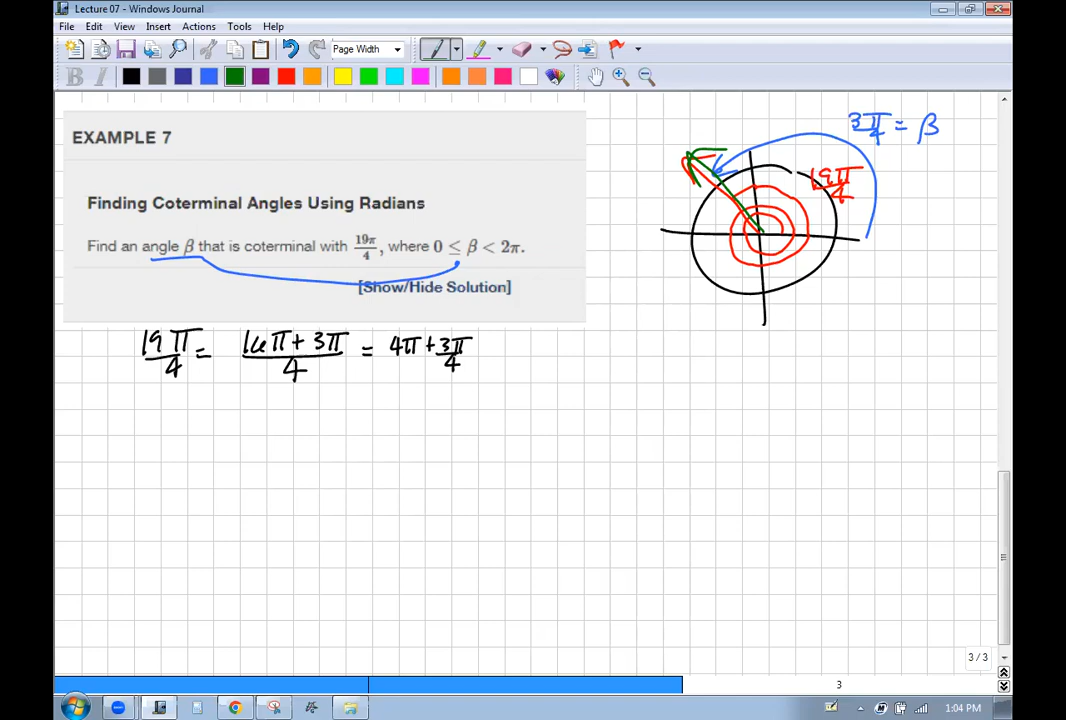 Lecture 07 - Windows Journal
File Edit View Insert Actions Tools Help
Page Width
B I
EXAMPLE 7
Finding Coterminal Angles Using Radians
Find an angle β that is coterminal with 19π/4, where 0 ≤ β < 2π.
[Show/Hide Solution]
3π/4 = β
19π/4
19π/4 = 16π + 3π/4 = 4π + 3π/4
3 / 3
3
1:04 PM